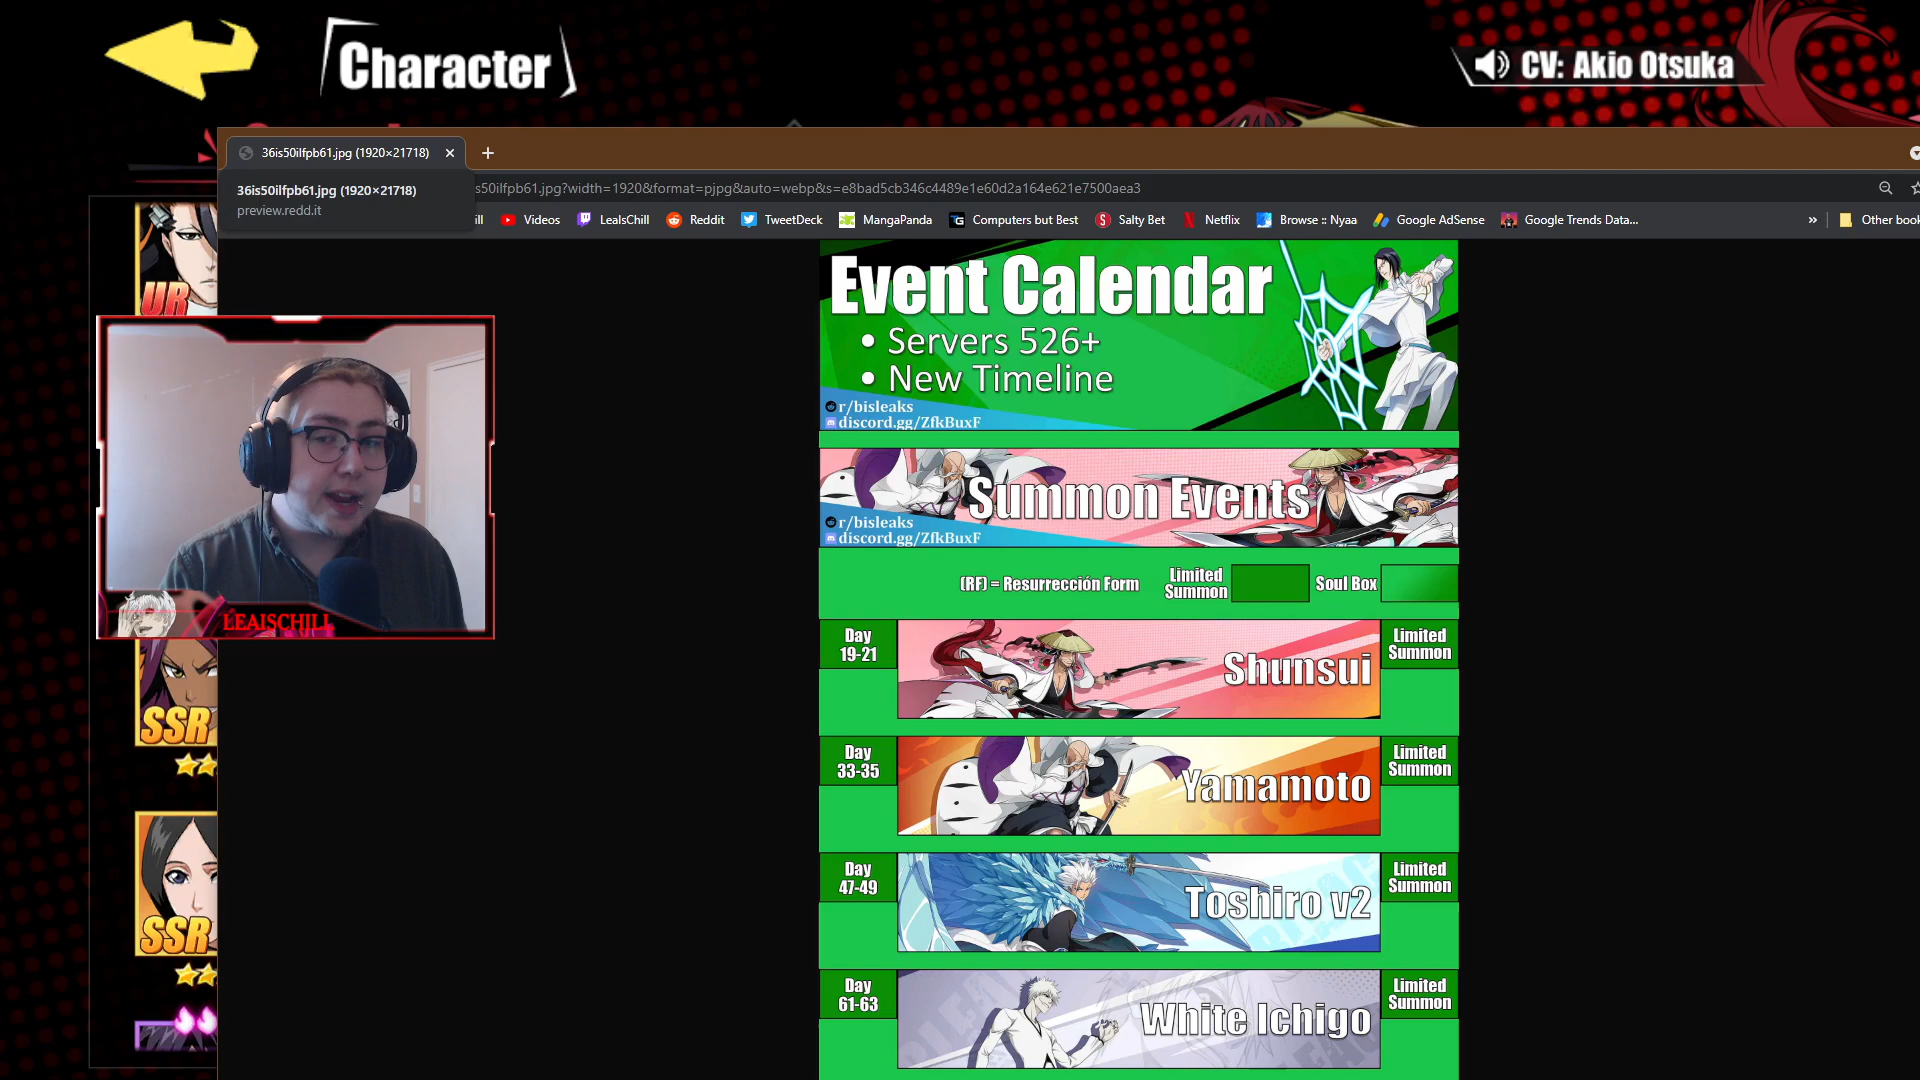 Character
CV: Akio Otsuka
36is50ilfpb61.jpg (1920×21718)
36is50ilfpb61.jpg (1920×21718)
preview.redd.it
s50ilfpb61.jpg?width=1920&format=pjpg&auto=webp&s=e8bad5cb346c4489e1e60d2a164e621e7500aea3
ill Videos LeaIsChill Reddit TweetDeck MangaPanda Computers but Best Salty Bet Netflix Browse :: Nyaa Google AdSense Google Trends Data... » Other book
UR
Event Calendar
• Servers 526+
• New Timeline
r/bisleaks
discord.gg/ZfkBuxF
Summon Events
r/bisleaks
discord.gg/ZfkBuxF
(RF) = Resurrección Form
Limited
Summon
Soul Box
LEAISCHILL
Day
19-21
Shunsui
Limited
Summon
SSR
Day
33-35
Yamamoto
Limited
Summon
Day
47-49
Toshiro v2
Limited
Summon
SSR
Day
61-63
White Ichigo
Limited
Summon